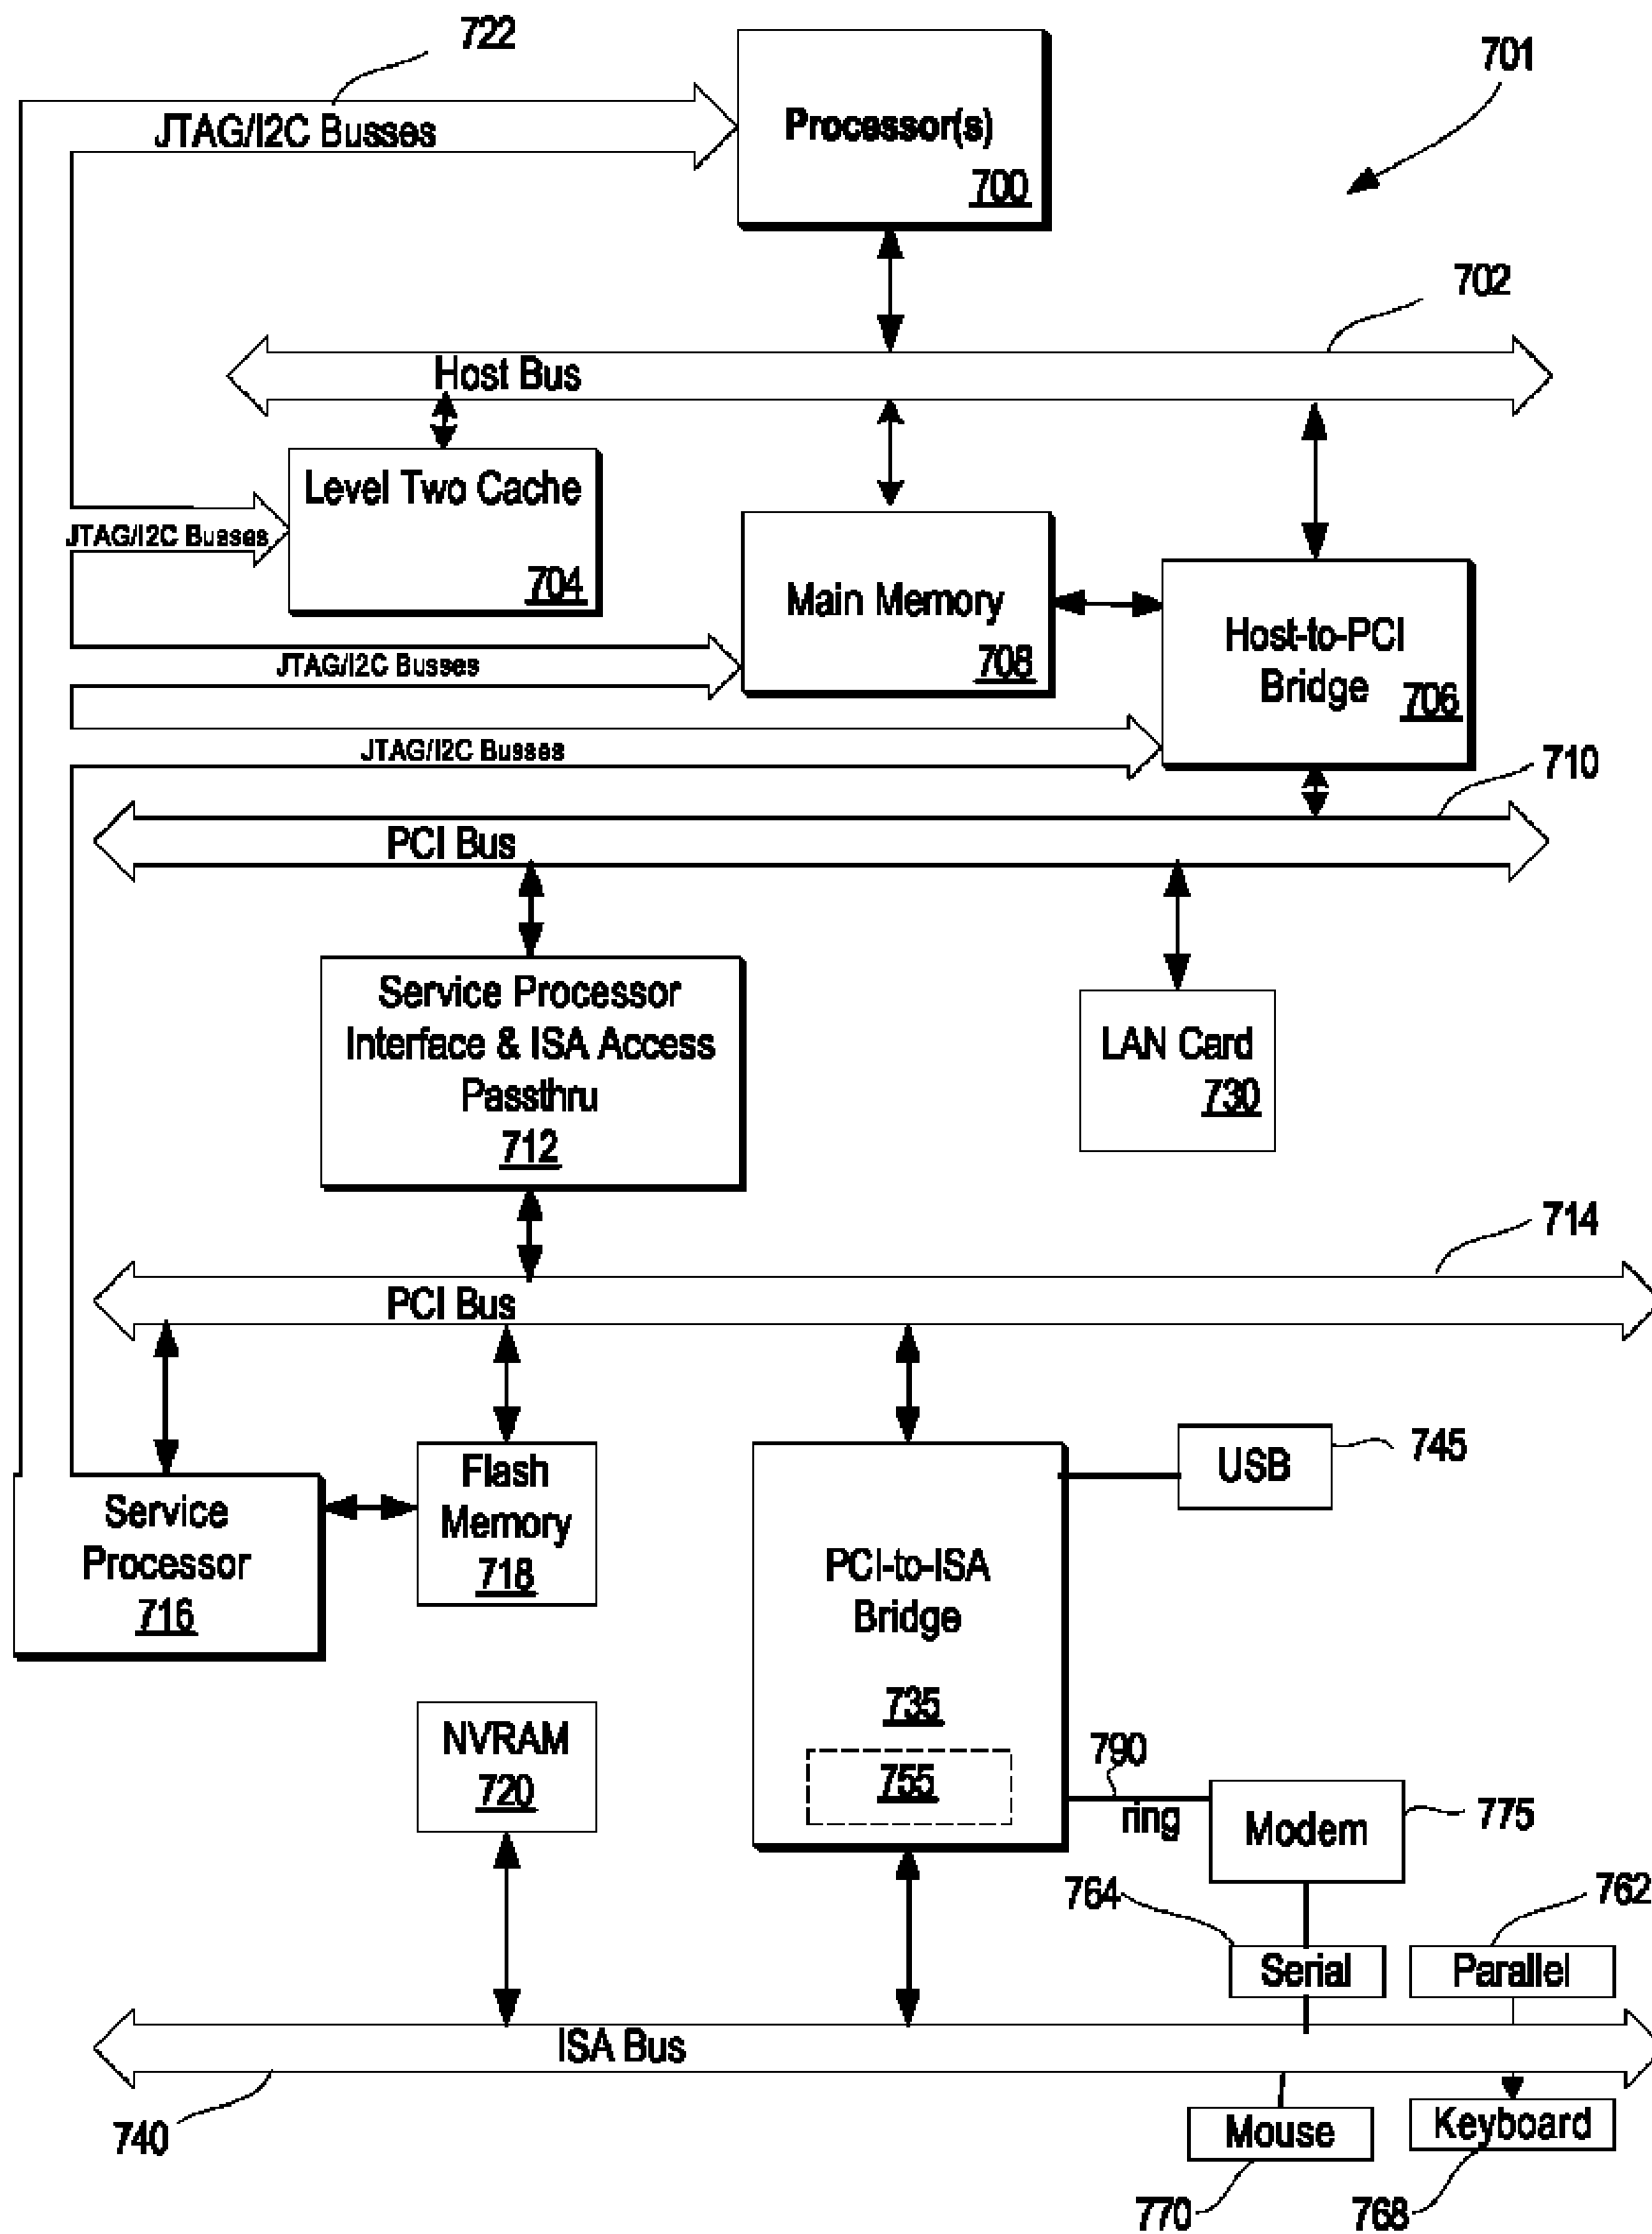 722
701
JTAG/I2C Busses
Processor(s)
700
702
Host Bus
Level Two Cache
704
JTAG/I2C Busses
Main Memory
708
Host-to-PCI
Bridge
706
JTAG/I2C Busses
JTAG/I2C Busses
710
PCI Bus
Service Processor
Interface & ISA Access
Passthru
712
LAN Card
730
714
PCI Bus
Service
Processor
716
Flash
Memory
718
USB
745
PCI-to-ISA
Bridge
735
755
NVRAM
720
790
ring
Modem
775
764
762
Serial
Parallel
ISA Bus
740
Mouse
Keyboard
770
768